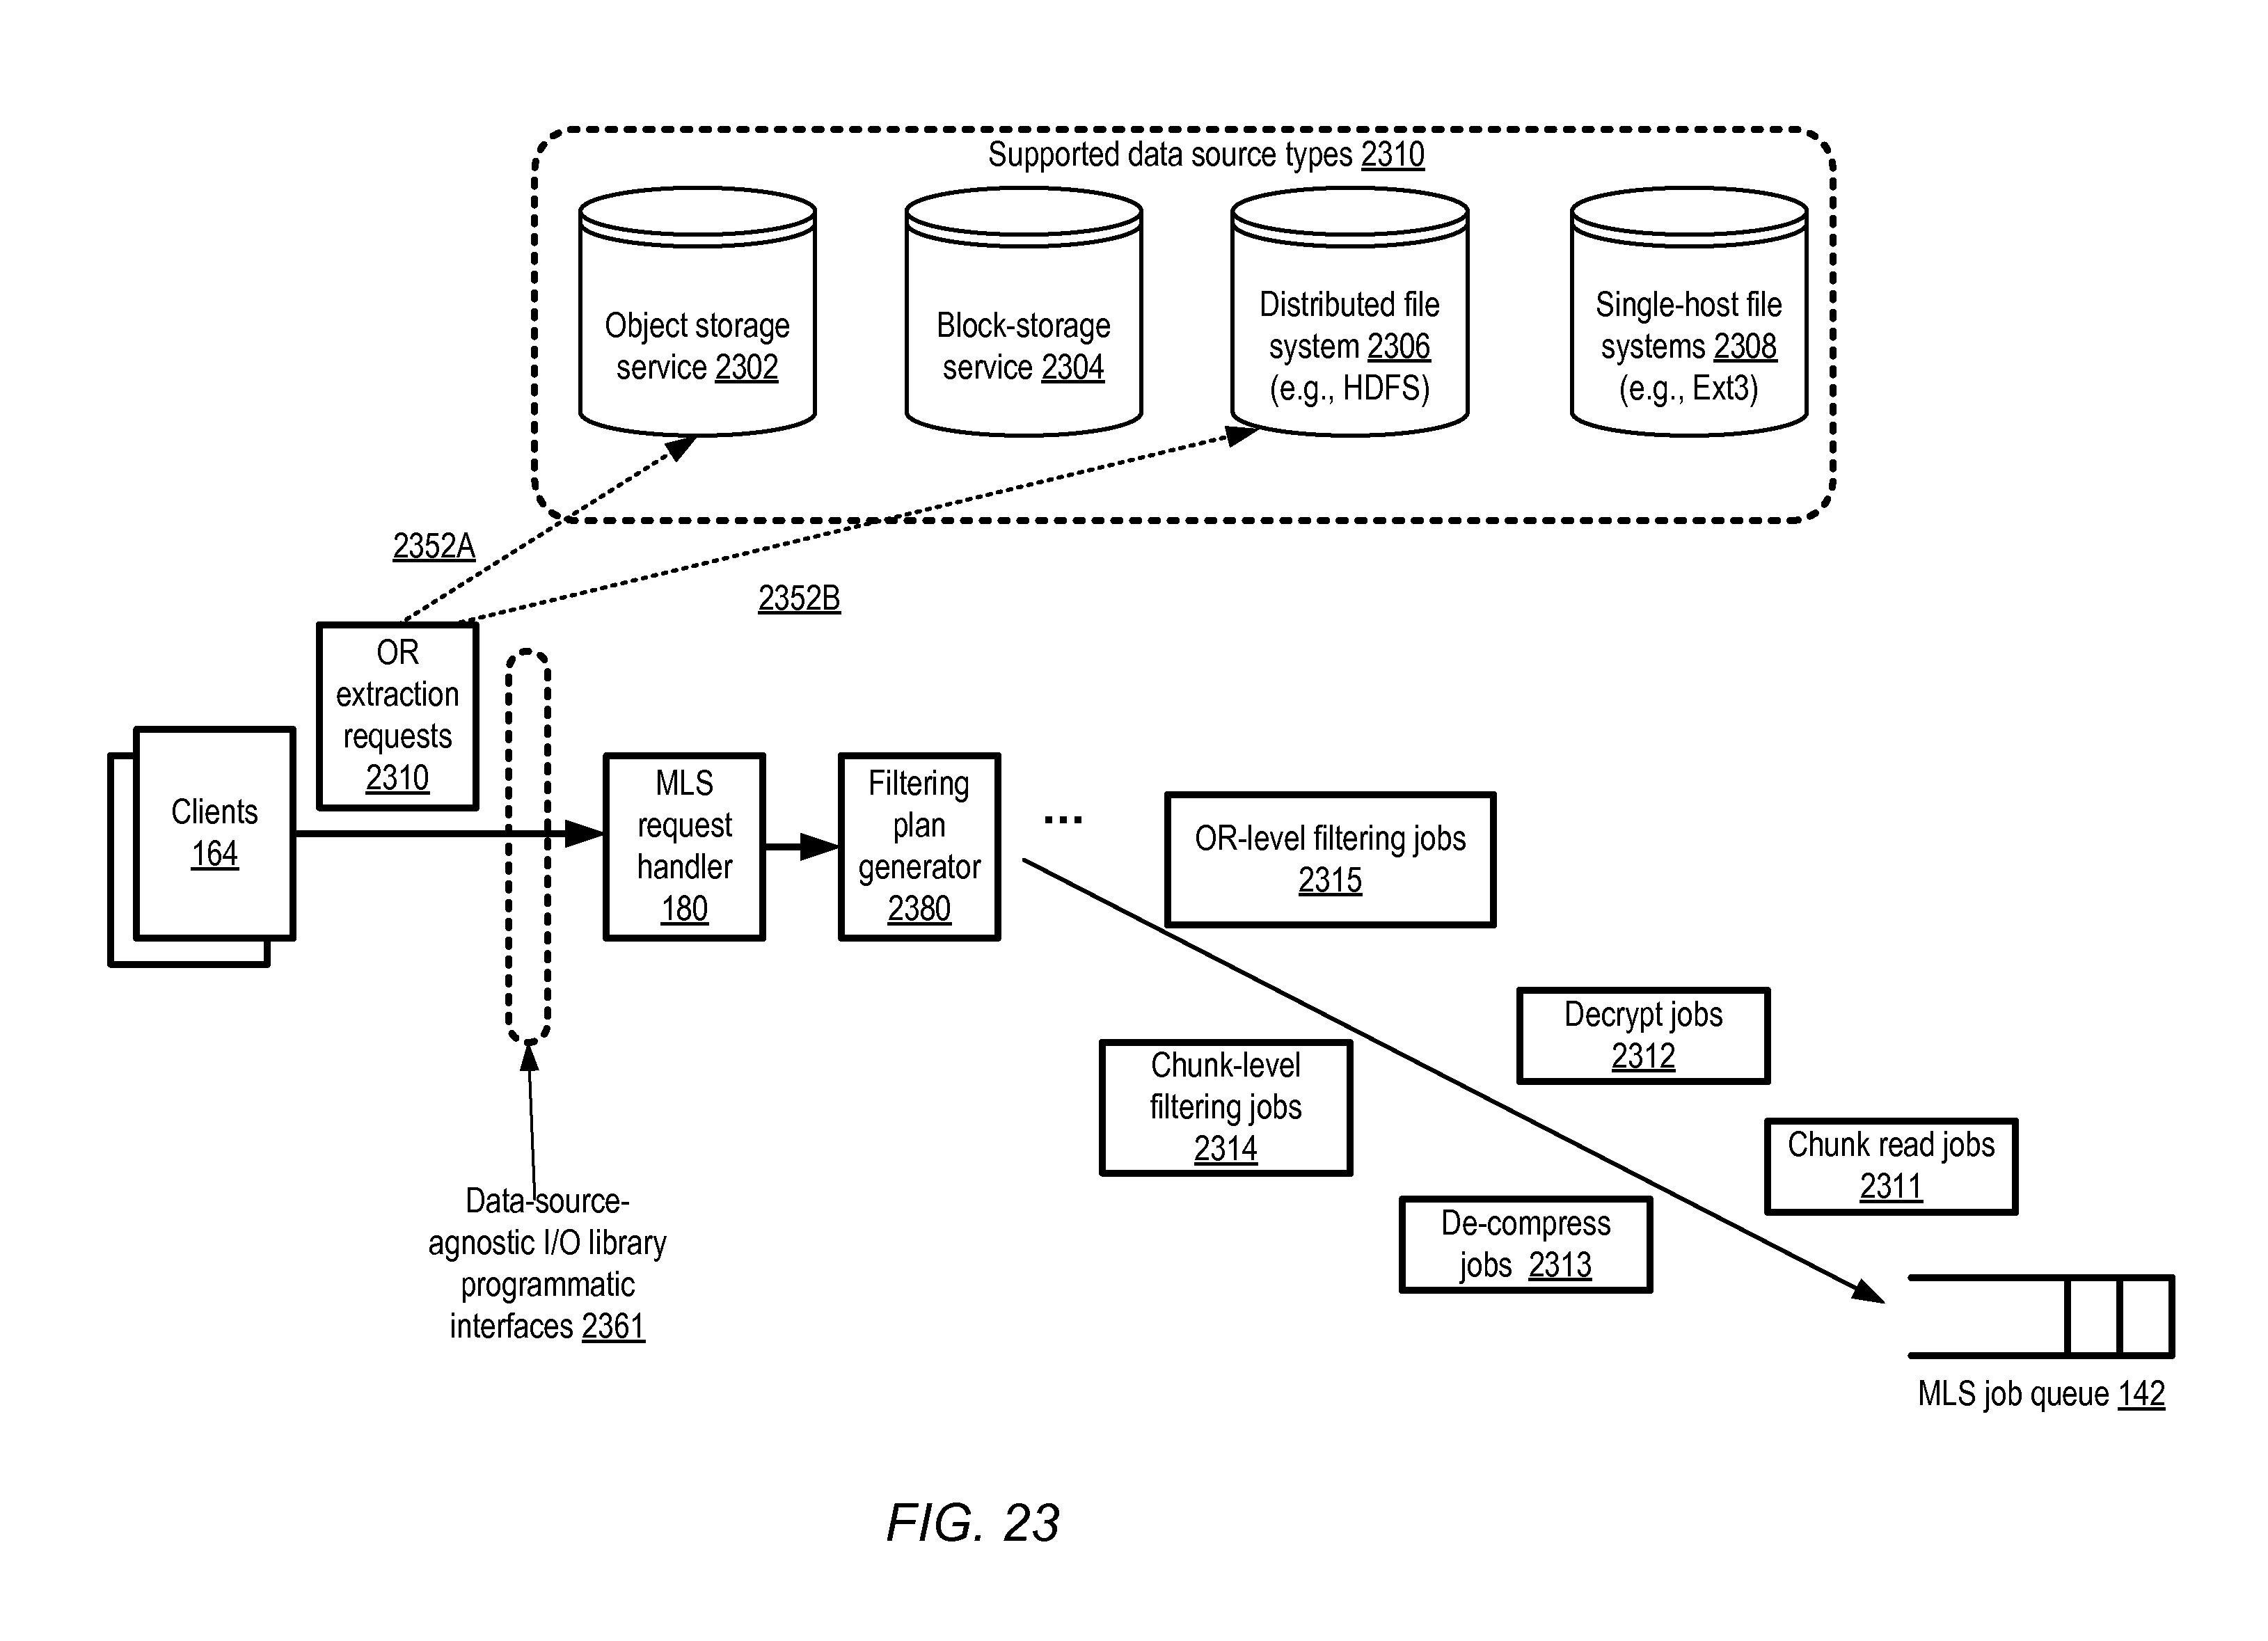 Supported data source types 2310
Object storage
service 2302
Block-storage
service 2304
Distributed file
system 2306
(e.g., HDFS)
Single-host file
systems 2308
(e.g., Ext3)
2352A
2352B
OR
extraction
requests
2310
Clients
164
MLS
request
handler
180
Filtering
plan
generator
2380
...
OR-level filtering jobs
2315
Decrypt jobs
2312
Chunk-level
filtering jobs
2314
Chunk read jobs
2311
De-compress
jobs 2313
Data-source-
agnostic I/O library
programmatic
interfaces 2361
MLS job queue 142
FIG. 23